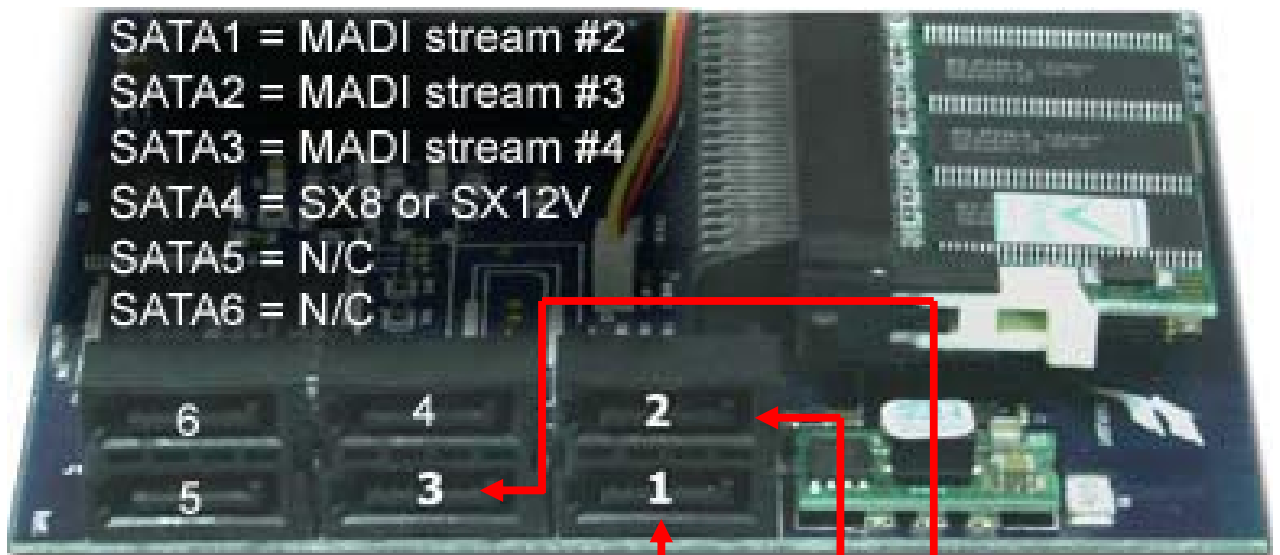 SATA1 = MADI stream #2
SATA2 = MADI stream #3
SATA3 = MADI stream #4
SATA4 = SX8 or SX12V
SATA5 = N/C
SATA6 = N/C
6 4 2
5 3 1